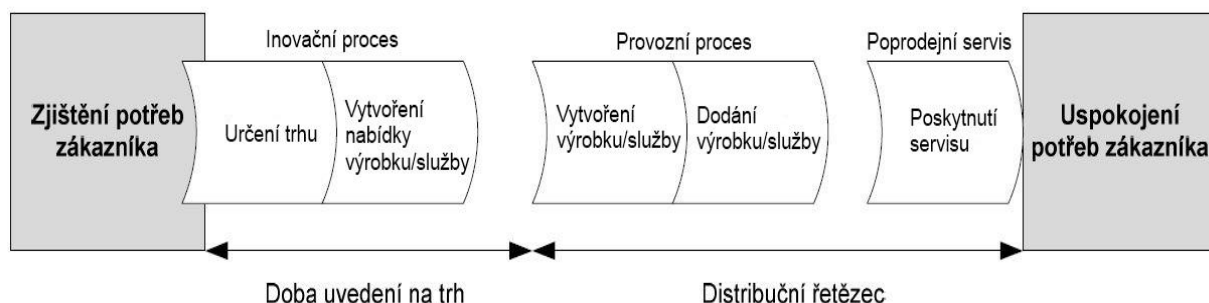 Inovační proces
Provozní proces
Poprodejní servis
Zjištění potřeb
zákazníka
Určení trhu
Vytvoření
nabídky
výrobku/služby
Vytvoření
výrobku/služby
Dodání
výrobku/služby
Poskytnutí
servisu
Uspokojení
potřeb zákazníka
Doba uvedení na trh
Distribuční řetězec